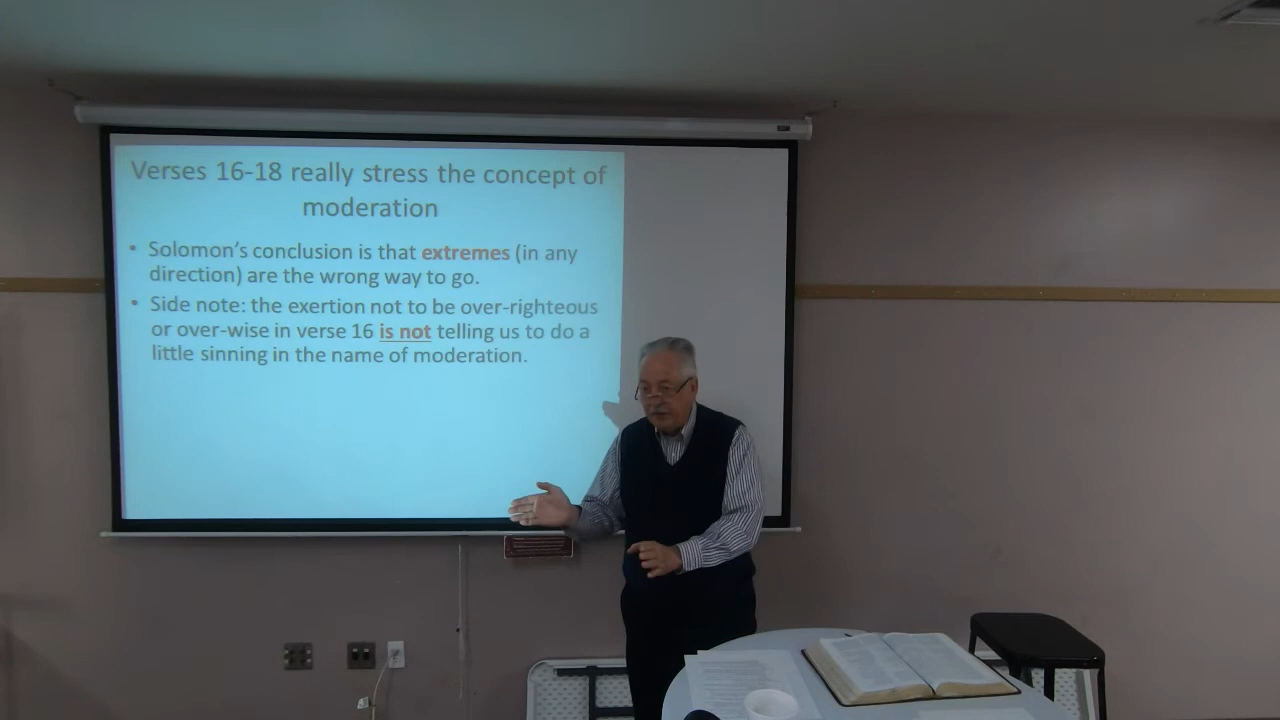 Verses 16-18 really stress the concept of
moderation
• Solomon's conclusion is that extremes (in any
direction) are the wrong way to go.
• Side note: the exertion not to be over-righteous
or over-wise in verse 16 is not telling us to do a
little sinning in the name of moderation.